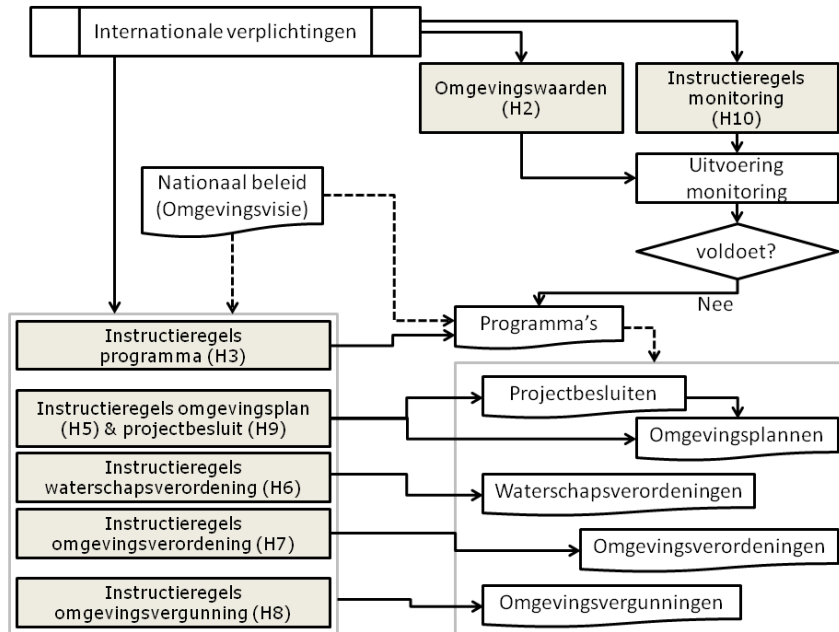 Internationale verplichtingen
Omgevingswaarden
(H2)
Instructieregels
monitoring
(H10)
Nationaal beleid
(Omgevingsvisie)
Uitvoering
monitoring
voldoet?
Nee
Instructieregels
programma (H3)
Programma's
Instructieregels omgevingsplan
(H5) & projectbesluit (H9)
Projectbesluiten
Omgevingsplannen
Instructieregels
waterschapsverordening (H6)
Waterschapsverordeningen
Instructieregels
omgevingsverordening (H7)
Omgevingsverordeningen
Instructieregels
omgevingsvergunning (H8)
Omgevingsvergunningen